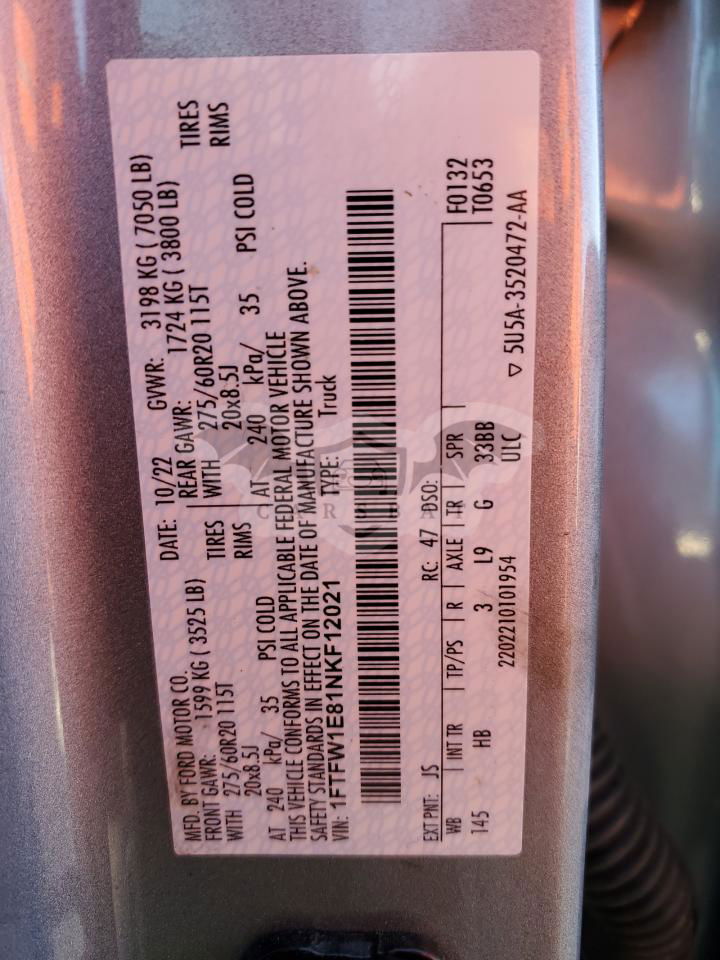 MFD. BY FORD MOTOR CO.
DATE: 10/22 GVWR: 3198 KG ( 7050 LB)
FRONT GAWR: 1599 KG ( 3525 LB) REAR GAWR: 1724 KG ( 3800 LB)
WITH 275/60R20 115T TIRES WITH 275/60R20 115T TIRES
20x8.5J RIMS 20x8.5J RIMS
AT 240 kPa/ 35 PSI COLD AT 240 kPa/ 35 PSI COLD
THIS VEHICLE CONFORMS TO ALL APPLICABLE FEDERAL MOTOR VEHICLE
SAFETY STANDARDS IN EFFECT ON THE DATE OF MANUFACTURE SHOWN ABOVE.
VIN: 1FTFW1E81NKF12021 TYPE: Truck
EXT PNT: JS RC: 47 DSO: F0132
WB INT TR TP/PS R AXLE TR SPR T0653
145 HB 3 L9 G 33BB
2202210101954 ULC ▽ 5U5A-3520472-AA